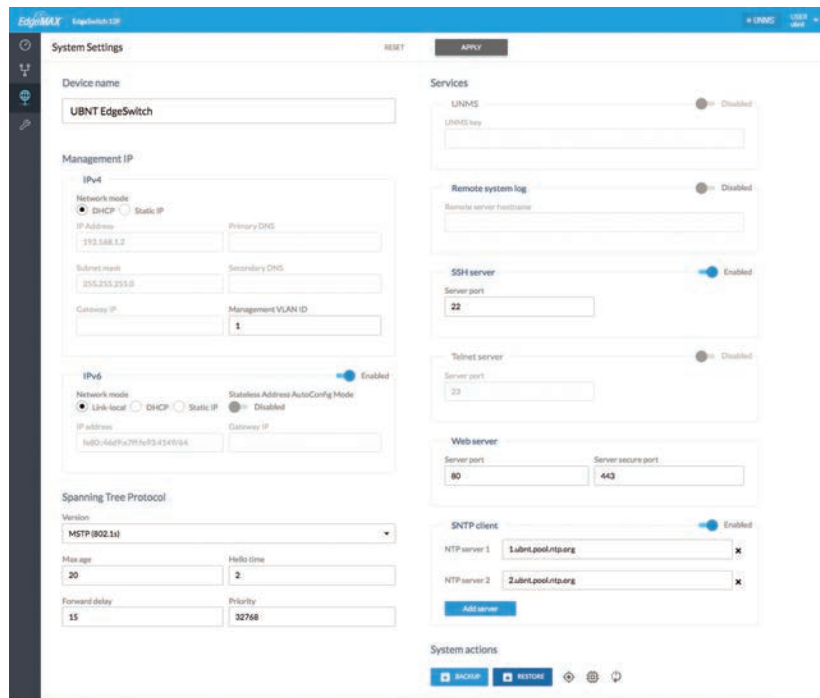 EdgeMAX EdgeSwitch 12F
UNMS
USER
ubnt
System Settings
RESET
APPLY
Device name
UBNT EdgeSwitch
Management IP
IPv4
Network mode
DHCP Static IP
IP Address Primary DNS
192.168.1.2
Subnet mask Secondary DNS
255.255.255.0
Gateway IP Management VLAN ID
1
IPv6 Enabled
Network mode Stateless Address AutoConfig Mode
Link-local DHCP Static IP Disabled
IP address Gateway IP
Spanning Tree Protocol
Version
MSTP (802.1s)
Max age Hello time
20 2
Forward delay Priority
15 32768
Services
UNMS Disabled
UNMS key
Remote system log Disabled
Remote server hostname
SSH server Enabled
Server port
22
Telnet server Disabled
Server port
23
Web server
Server port Server secure port
80 443
SNTP client Enabled
NTP server 1 1.ubnt.pool.ntp.org
NTP server 2 2.ubnt.pool.ntp.org
Add server
System actions
BACKUP RESTORE